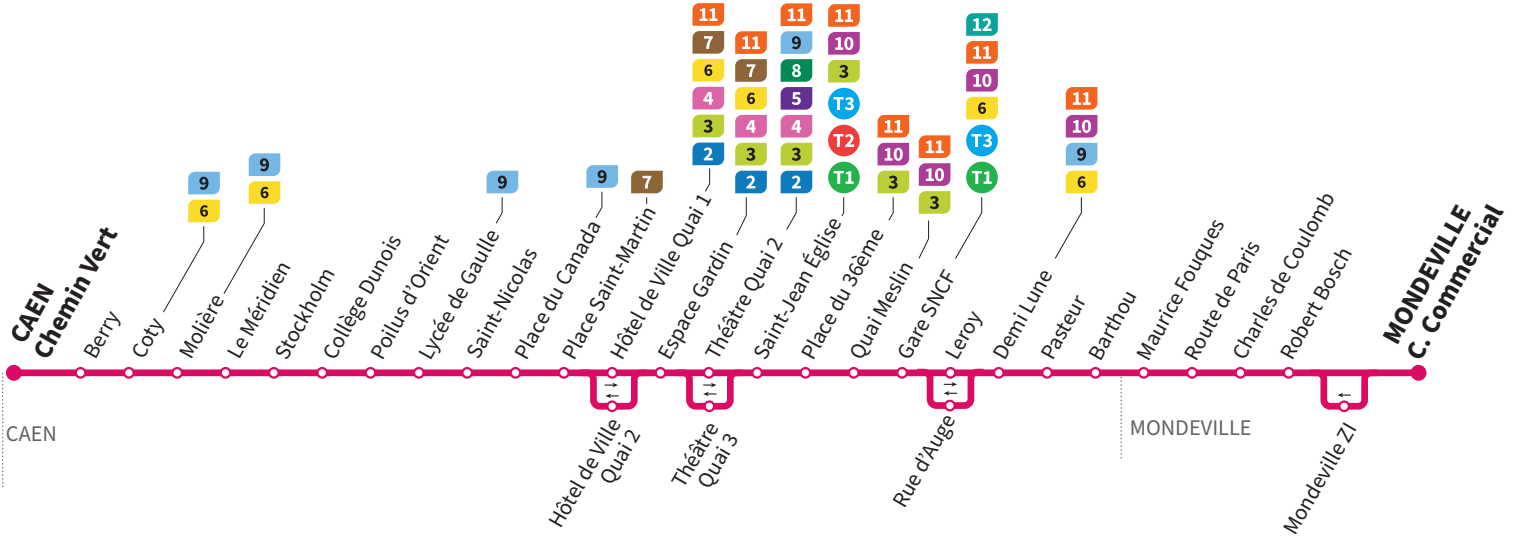 11
7
6
4
3
2
11
7
6
4
3
2
11
9
8
5
4
3
2
11
10
3
T3
T2
T1
12
11
10
6
T3
T1
9
6
9
6
9
9
7
11
10
3
11
10
3
11
10
9
6
CAEN
Chemin Vert
Berry
Coty
Molière
Le Méridien
Stockholm
Collège Dunois
Poilus d'Orient
Lycée de Gaulle
Saint-Nicolas
Place du Canada
Place Saint-Martin
Hôtel de Ville Quai 1
Espace Gardin
Théâtre Quai 2
Saint-Jean Église
Place du 36ème
Quai Meslin
Gare SNCF
Leroy
Demi Lune
Pasteur
Barthou
Maurice Fouques
Route de Paris
Charles de Coulomb
Robert Bosch
MONDEVILLE
C. Commercial
CAEN
Hôtel de Ville
Quai 2
Théâtre
Quai 3
Rue d'Auge
MONDEVILLE
Mondeville ZI